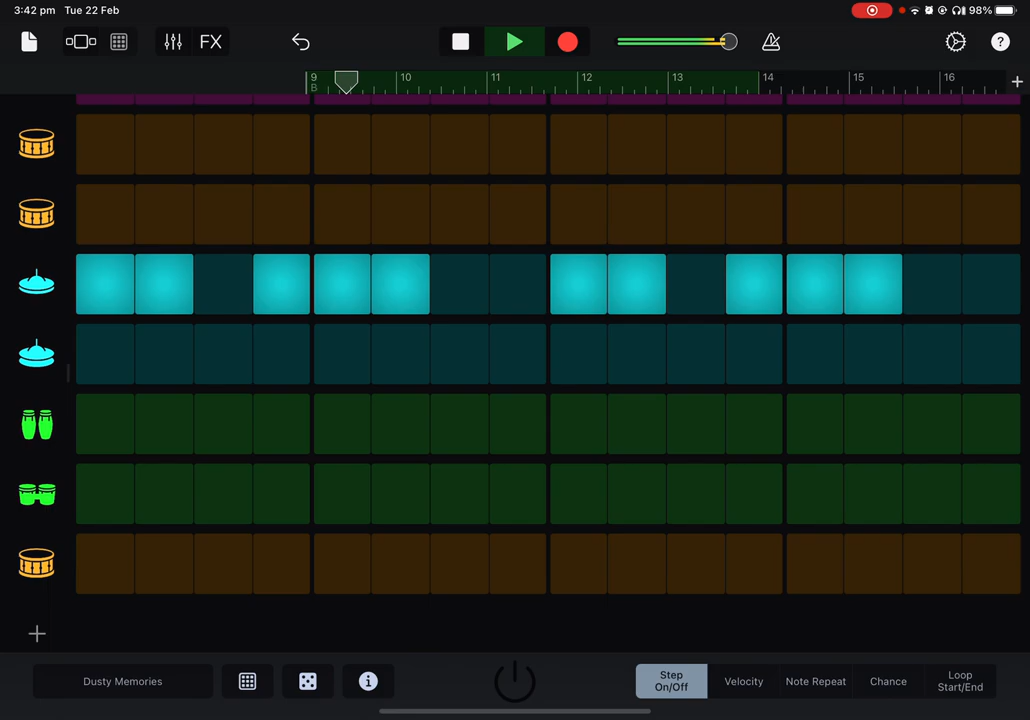 3:42 pm Tue 22 Feb
98%
FX
?
9 10 11 12 13 14 15 16 +
B
Dusty Memories
Step
On/Off
Velocity
Note Repeat
Chance
Loop
Start/End